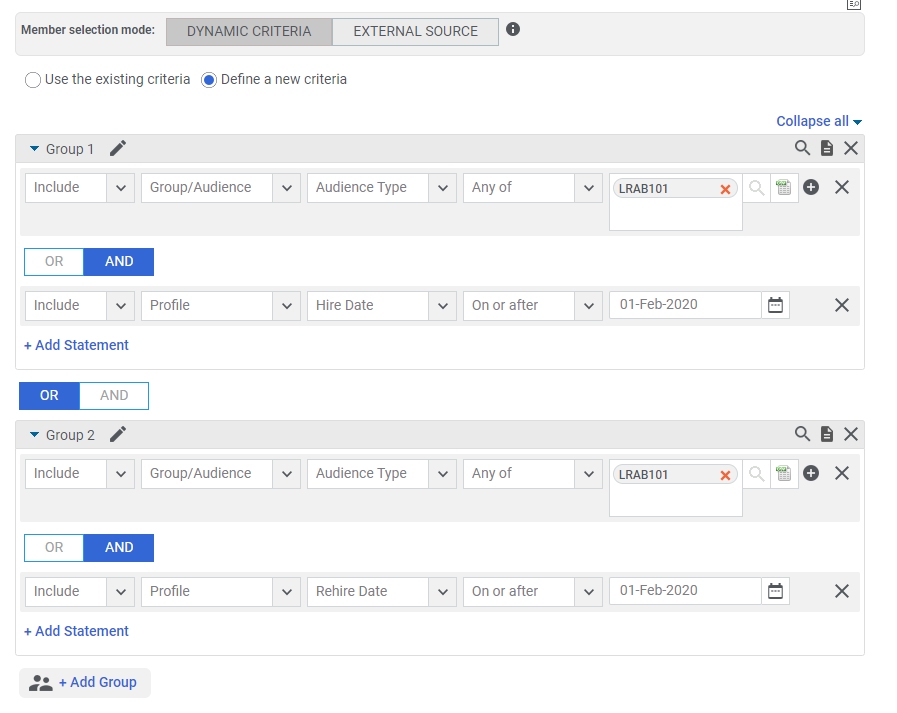 Member selection mode: DYNAMIC CRITERIA EXTERNAL SOURCE
Use the existing criteria Define a new criteria
Collapse all
Group 1
Include Group/Audience Audience Type Any of LRAB101
OR AND
Include Profile Hire Date On or after 01-Feb-2020
+ Add Statement
OR AND
Group 2
Include Group/Audience Audience Type Any of LRAB101
OR AND
Include Profile Rehire Date On or after 01-Feb-2020
+ Add Statement
+ Add Group